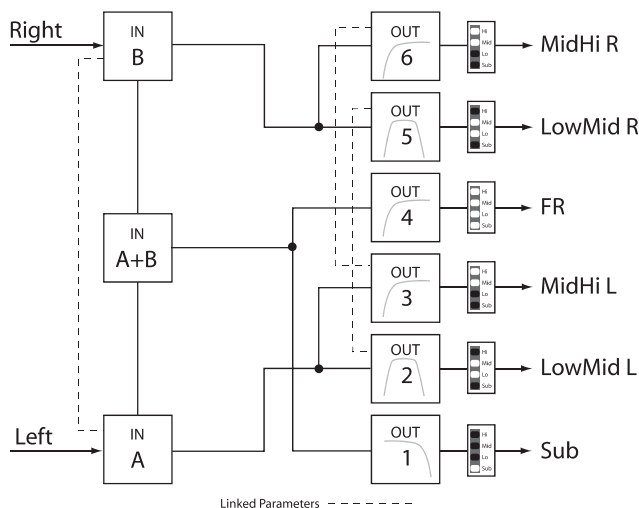 Right
IN
B
OUT
6
Hi
Mid
Lo
Sub
MidHi R
OUT
5
Hi
Mid
Lo
Sub
LowMid R
IN
A+B
OUT
4
Hi
Mid
Lo
Sub
FR
OUT
3
Hi
Mid
Lo
Sub
MidHi L
OUT
2
Hi
Mid
Lo
Sub
LowMid L
Left
IN
A
OUT
1
Hi
Mid
Lo
Sub
Sub
Linked Parameters